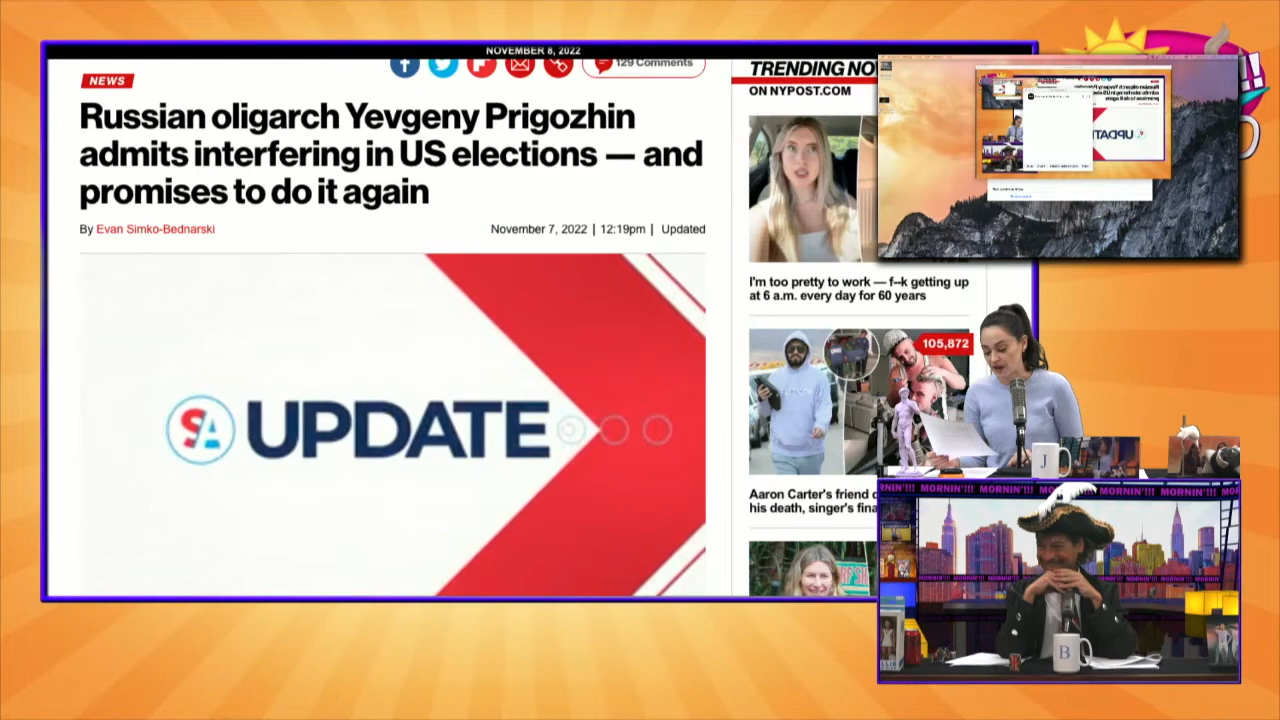 NOVEMBER 8, 2022
129 Comments
NEWS
Russian oligarch Yevgeny Prigozhin
admits interfering in US elections — and
promises to do it again
By Evan Simko-Bednarski
November 7, 2022 | 12:19pm | Updated
SA UPDATE
TRENDING NO
ON NYPOST.COM
I'm too pretty to work — f--k getting up
at 6 a.m. every day for 60 years
105,872
Aaron Carter's friend
his death, singer's fina
!!
UPDATE
J
RNIN'!!! MORNIN'!!! MORNIN'!!! MORNIN'!!! MORNIN'!!! MOR
B